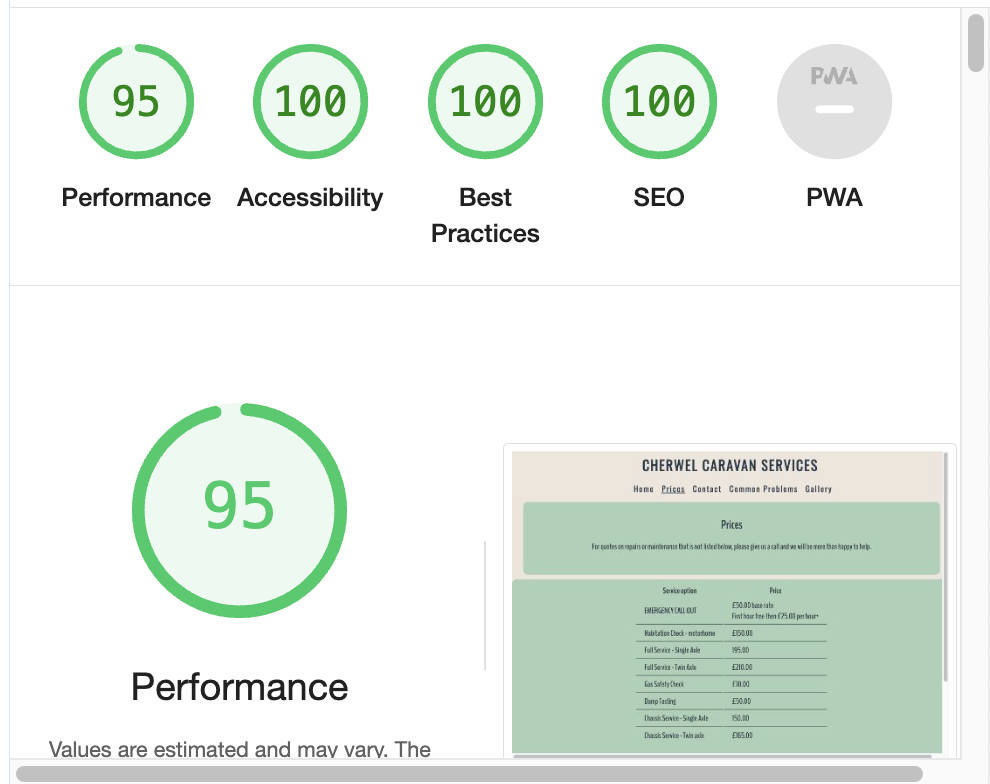 95 100 100 100 PWA
Performance Accessibility Best Practices SEO PWA
95
Performance
Values are estimated and may vary. The
CHERWEL CARAVAN SERVICES
Home Prices Contact Common Problems Gallery
Prices
For quotes on repairs or maintenance that is not listed below, please give us a call and we will be more than happy to help.
Service option Price
EMERGENCY CALL OUT £50.00 base rate
First hour free then £25.00 per hour*
Habitation Check - motorhome £150.00
Full Service - Single Axle 195.00
Full Service - Twin Axle £210.00
Gas Safety Check
Damp Testing £50.00
Chassis Service - Single Axle 150.00
Chassis Service - Twin axle £165.00